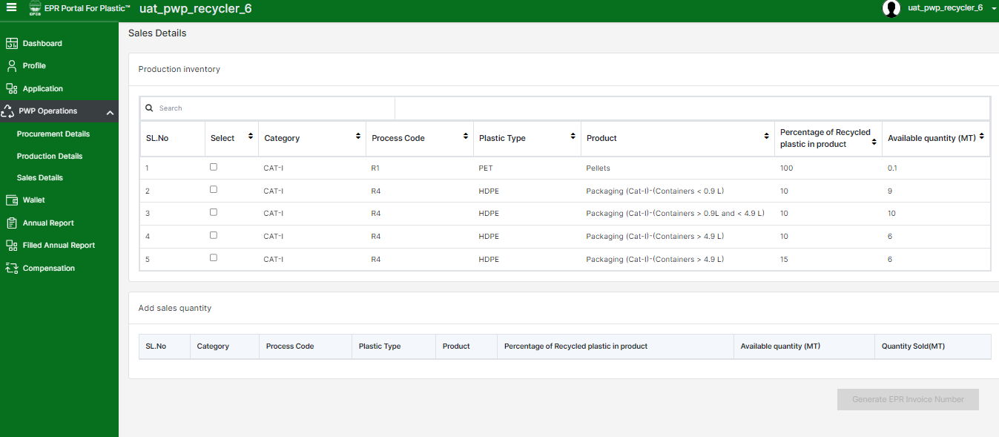 EPR Portal For Plastic™ uat_pwp_recycler_6 uat_pwp_recycler_6
Dashboard
Profile
Application
PWP Operations
Procurement Details
Production Details
Sales Details
Wallet
Annual Report
Filled Annual Report
Compensation
Sales Details
Production inventory
Search
SL.No Select Category Process Code Plastic Type Product Percentage of Recycled plastic in product Available quantity (MT)
1 CAT-I R1 PET Pellets 100 0.1
2 CAT-I R4 HDPE Packaging (Cat-I)-(Containers < 0.9 L) 10 9
3 CAT-I R4 HDPE Packaging (Cat-I)-(Containers > 0.9L and < 4.9 L) 10 10
4 CAT-I R4 HDPE Packaging (Cat-I)-(Containers > 4.9 L) 10 6
5 CAT-I R4 HDPE Packaging (Cat-I)-(Containers > 4.9 L) 15 6
Add sales quantity
SL.No Category Process Code Plastic Type Product Percentage of Recycled plastic in product Available quantity (MT) Quantity Sold(MT)
Generate EPR Invoice Number